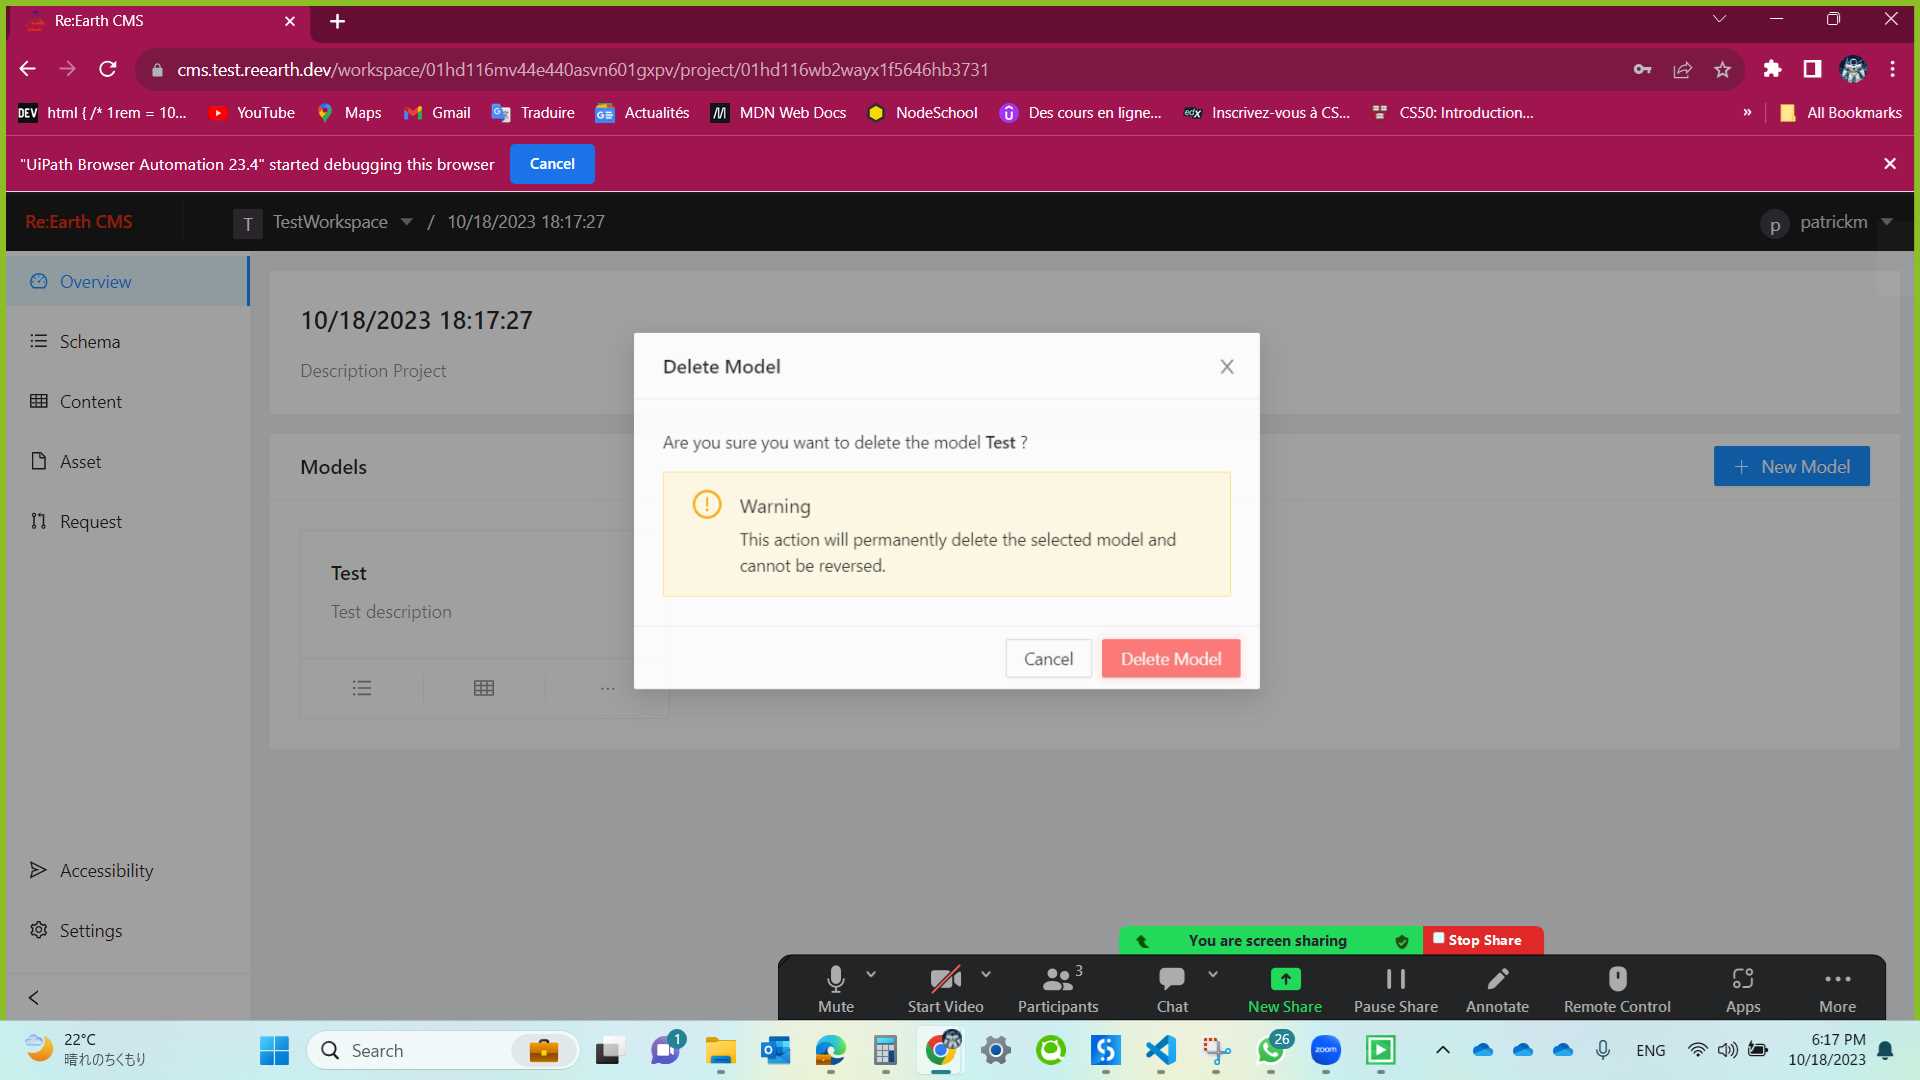 Re:Earth CMS
cms.test.reearth.dev/workspace/01hd116mv44e440asvn601gxpv/project/01hd116wb2wayx1f5646hb3731
DEV html { /* 1rem = 10... YouTube Maps Gmail Traduire Actualités MDN Web Docs NodeSchool Des cours en ligne... edX Inscrivez-vous à CS... CS50: Introduction... » All Bookmarks
"UiPath Browser Automation 23.4" started debugging this browser Cancel
Re:Earth CMS T TestWorkspace / 10/18/2023 18:17:27 p patrickm
Overview
Schema
Content
Asset
Request
Accessibility
Settings
10/18/2023 18:17:27
Description Project
Models
New Model
Test
Test description
Delete Model
Are you sure you want to delete the model Test ?
Warning
This action will permanently delete the selected model and
cannot be reversed.
Cancel Delete Model
You are screen sharing Stop Share
3
Mute Start Video Participants Chat New Share Pause Share Annotate Remote Control Apps More
22°C
晴れのちくもり
Search
1
26
zoom
ENG
6:17 PM
10/18/2023